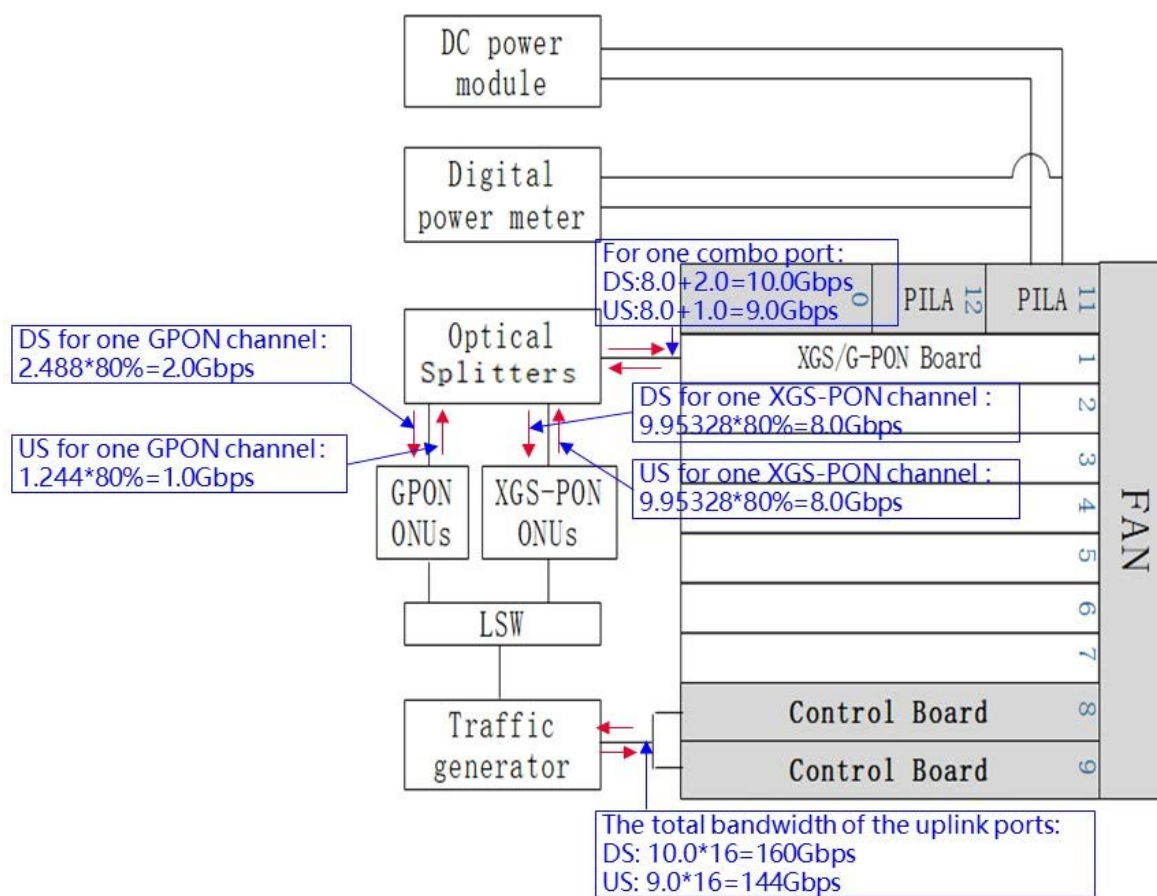 DC power
module
Digital
power meter
For one combo port:
DS:8.0+2.0=10.0Gbps
US:8.0+1.0=9.0Gbps
0
PILA
12
PILA
11
DS for one GPON channel:
2.488*80%=2.0Gbps
Optical
Splitters
XGS/G-PON Board
1
DS for one XGS-PON channel :
9.95328*80%=8.0Gbps
2
US for one GPON channel:
1.244*80%=1.0Gbps
3
US for one XGS-PON channel :
9.95328*80%=8.0Gbps
4
GPON
ONUs
XGS-PON
ONUs
5
6
LSW
7
FAN
Traffic
generator
Control Board
8
Control Board
9
The total bandwidth of the uplink ports:
DS: 10.0*16=160Gbps
US: 9.0*16=144Gbps